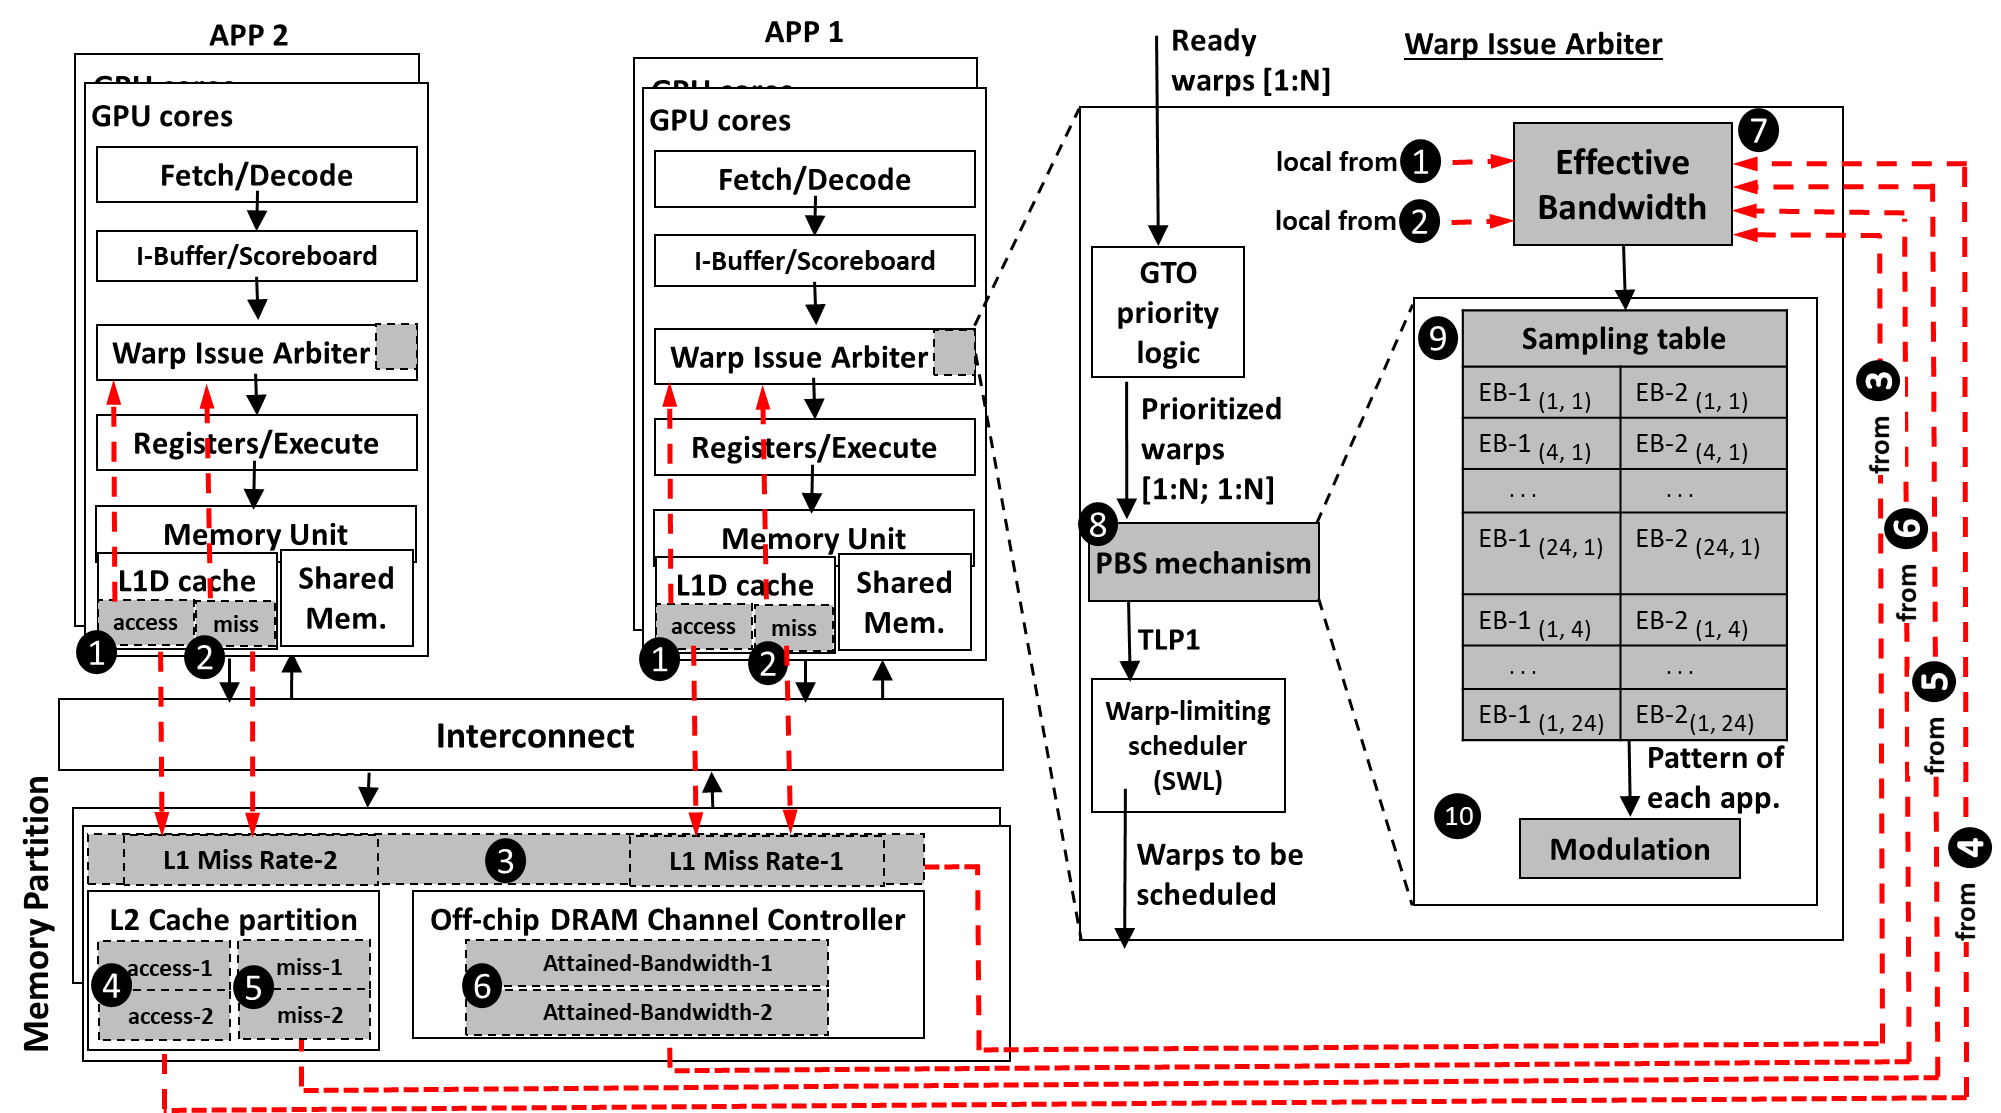 APP 2
GPU cores
GPU cores
Fetch/Decode
I-Buffer/Scoreboard
Warp Issue Arbiter
Registers/Execute
Memory Unit
L1D cache
access
miss
Shared
Mem.
1
2
APP 1
GPU cores
GPU cores
Fetch/Decode
I-Buffer/Scoreboard
Warp Issue Arbiter
Registers/Execute
Memory Unit
L1D cache
access
miss
Shared
Mem.
1
2
Interconnect
Memory Partition
L1 Miss Rate-2
3
L1 Miss Rate-1
L2 Cache partition
4
access-1
access-2
5
miss-1
miss-2
Off-chip DRAM Channel Controller
6
Attained-Bandwidth-1
Attained-Bandwidth-2
Warp Issue Arbiter
Ready
warps [1:N]
GTO
priority
logic
Prioritized
warps
[1:N; 1:N]
8
PBS mechanism
TLP1
Warp-limiting
scheduler
(SWL)
Warps to be
scheduled
local from 1
local from 2
7
Effective
Bandwidth
9
Sampling table
EB-1 (1, 1) EB-2 (1, 1)
EB-1 (4, 1) EB-2 (4, 1)
... ...
EB-1 (24, 1) EB-2 (24, 1)
EB-1 (1, 4) EB-2 (1, 4)
... ...
EB-1 (1, 24) EB-2(1, 24)
Pattern of
each app.
10
Modulation
from 3
from 6
from 5
from 4